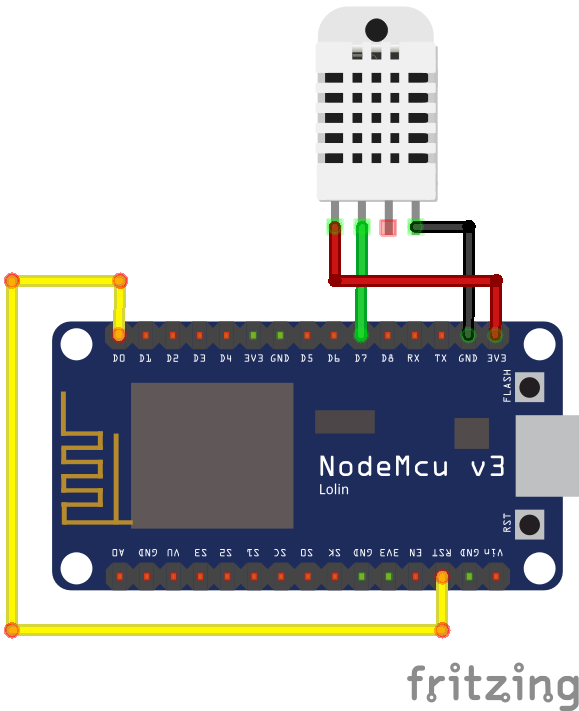 D0 D1 D2 D3 D4 3V3 GND D5 D6 D7 D8 RX TX GND 3V3
FLASH
NodeMcu v3
Lolin
RST
A0 GND VU S3 S2 S1 SC S0 SK GND 3V3 EN RST GND Vin
fritzing